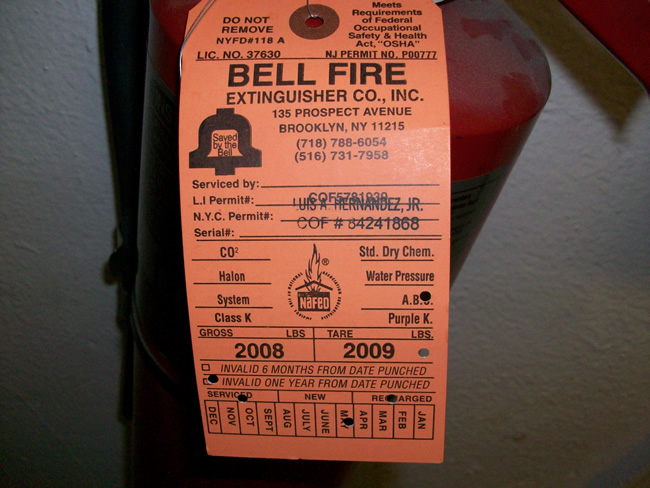 DO NOT
REMOVE
NYFD#118 A
Meets
Requirements
of Federal
Occupational
Safety & Health
Act, "OSHA"
LIC. NO. 37630
NJ PERMIT NO. P00777
BELL FIRE
EXTINGUISHER CO., INC.
135 PROSPECT AVENUE
BROOKLYN, NY 11215
(718) 788-6054
(516) 731-7958
Saved
by the
Bell
Serviced by:
L.I Permit#:
LUIS A. HERNANDEZ, JR.
N.Y.C. Permit#:
COF # 84241868
Serial#:
CO²
Std. Dry Chem.
Halon
Water Pressure
System
A.B.
Class K
Purple K.
®
NAFED
GROSS LBS TARE LBS.
2008 2009
INVALID 6 MONTHS FROM DATE PUNCHED
INVALID ONE YEAR FROM DATE PUNCHED
SERVICED NEW RECHARGED
DEC NOV OCT SEPT AUG JULY JUNE MAY APR MAR FEB JAN